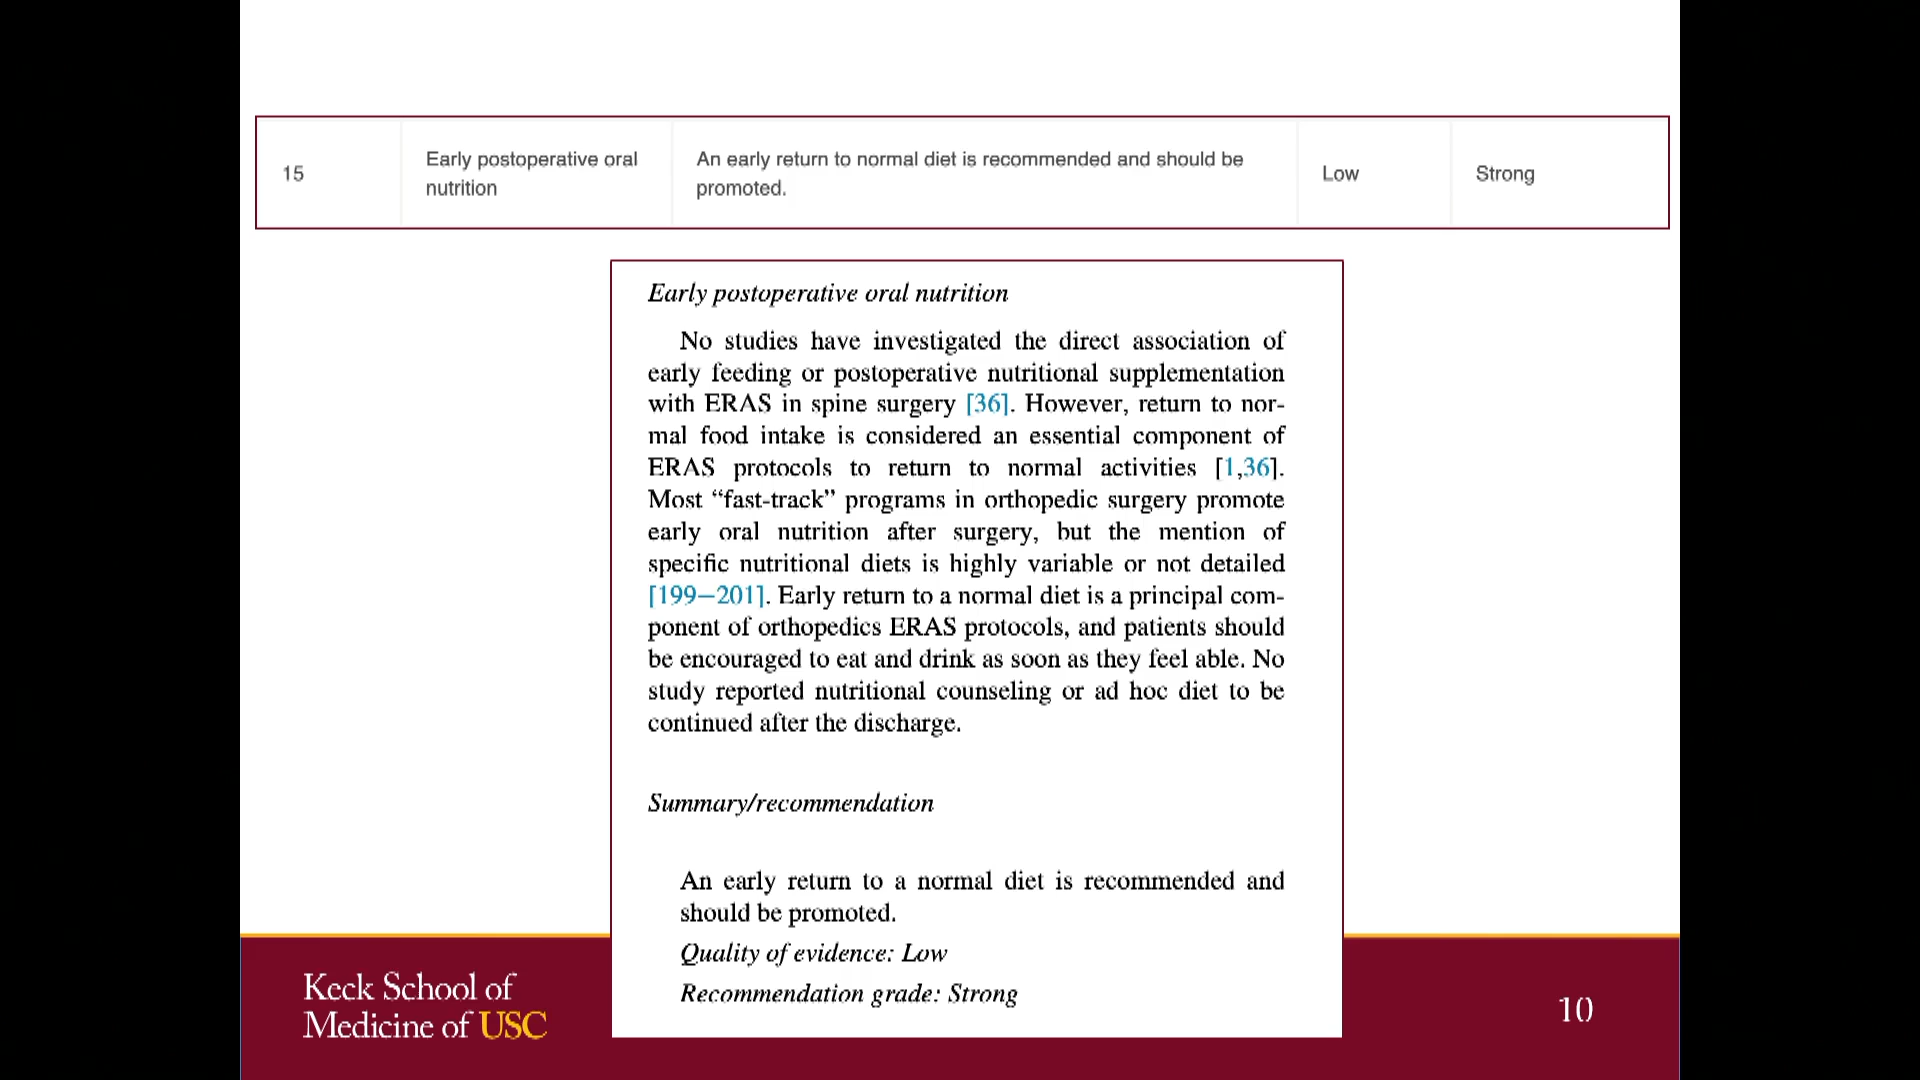 15
Early postoperative oral
nutrition
An early return to normal diet is recommended and should be
promoted.
Low
Strong
Early postoperative oral nutrition
No studies have investigated the direct association of
early feeding or postoperative nutritional supplementation
with ERAS in spine surgery [36]. However, return to nor-
mal food intake is considered an essential component of
ERAS protocols to return to normal activities [1,36].
Most “fast-track” programs in orthopedic surgery promote
early oral nutrition after surgery, but the mention of
specific nutritional diets is highly variable or not detailed
[199–201]. Early return to a normal diet is a principal com-
ponent of orthopedics ERAS protocols, and patients should
be encouraged to eat and drink as soon as they feel able. No
study reported nutritional counseling or ad hoc diet to be
continued after the discharge.
Summary/recommendation
An early return to a normal diet is recommended and
should be promoted.
Quality of evidence: Low
Recommendation grade: Strong
Keck School of
Medicine of USC
10